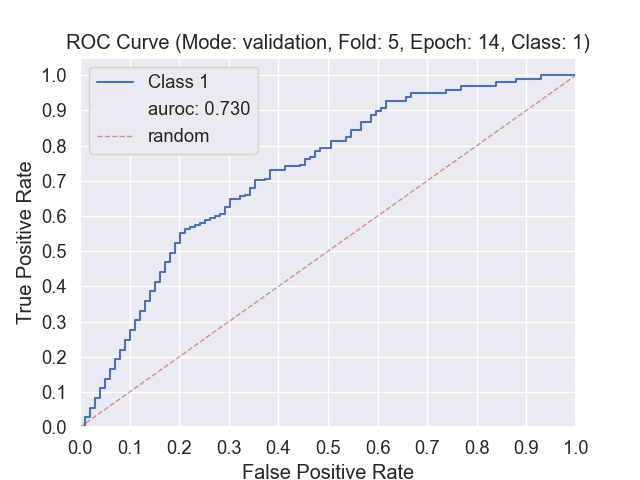 ROC Curve (Mode: validation, Fold: 5, Epoch: 14, Class: 1)
Class 1
auroc: 0.730
random
True Positive Rate
1.0
0.9
0.8
0.7
0.6
0.5
0.4
0.3
0.2
0.1
0.0
0.0 0.1 0.2 0.3 0.4 0.5 0.6 0.7 0.8 0.9 1.0
False Positive Rate